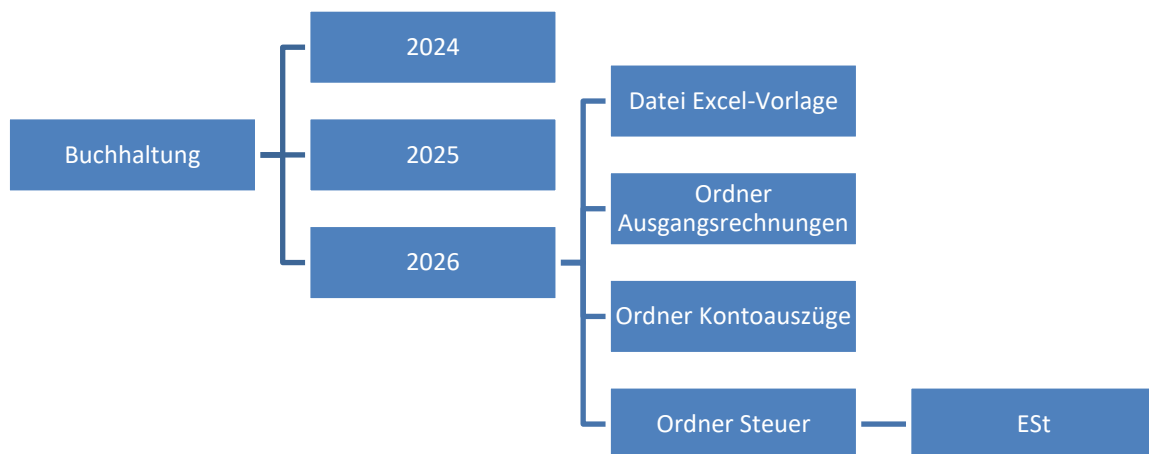 Buchhaltung
2024
2025
2026
Datei Excel-Vorlage
Ordner
Ausgangsrechnungen
Ordner Kontoauszüge
Ordner Steuer
ESt